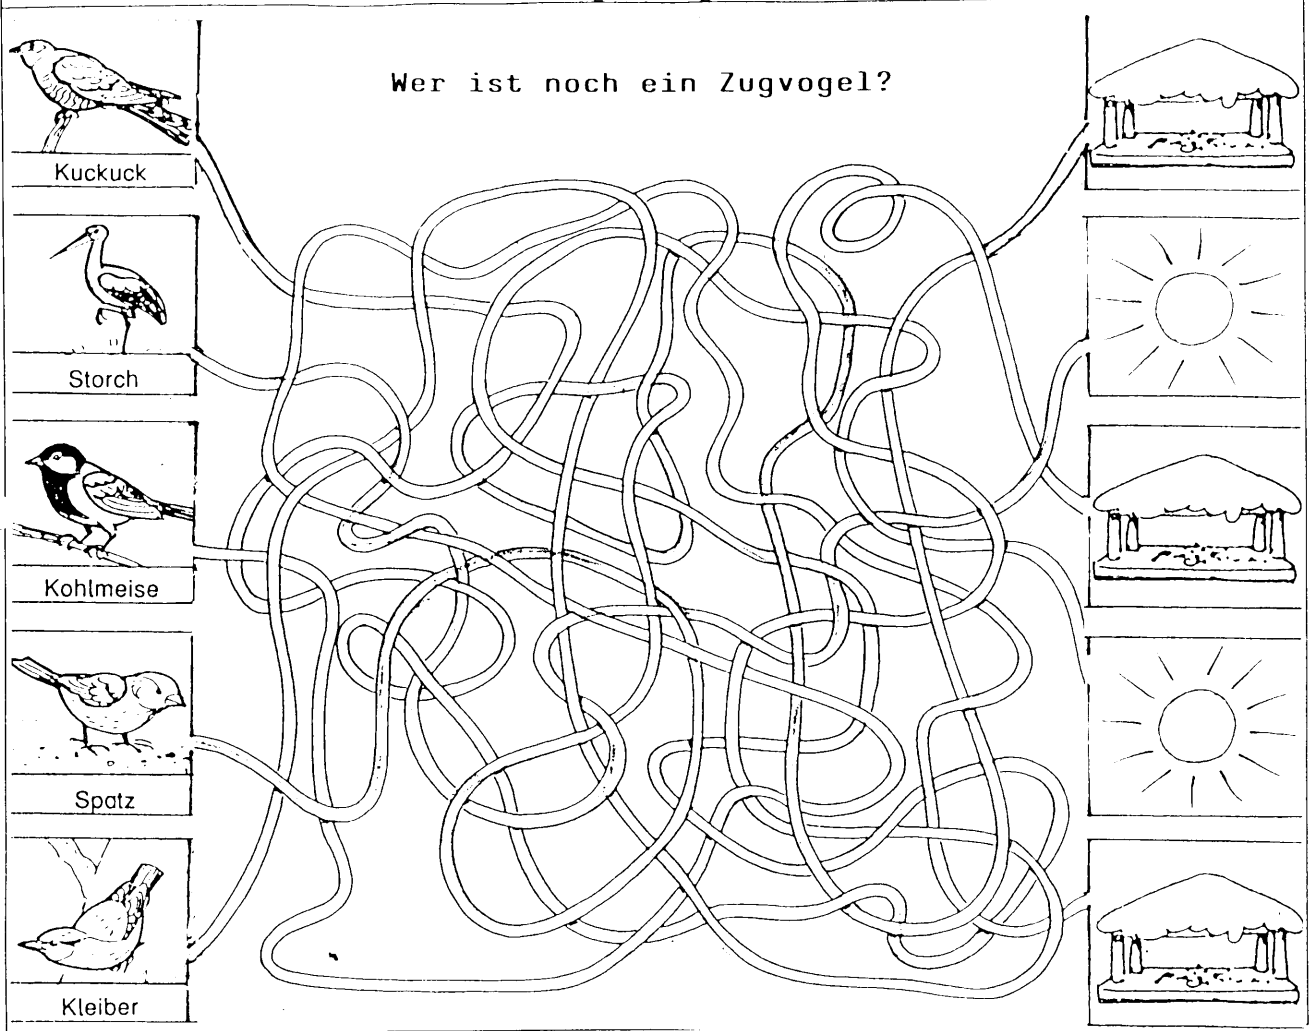 Wer ist noch ein Zugvogel?
Kuckuck
Storch
Kohlmeise
Spatz
Kleiber